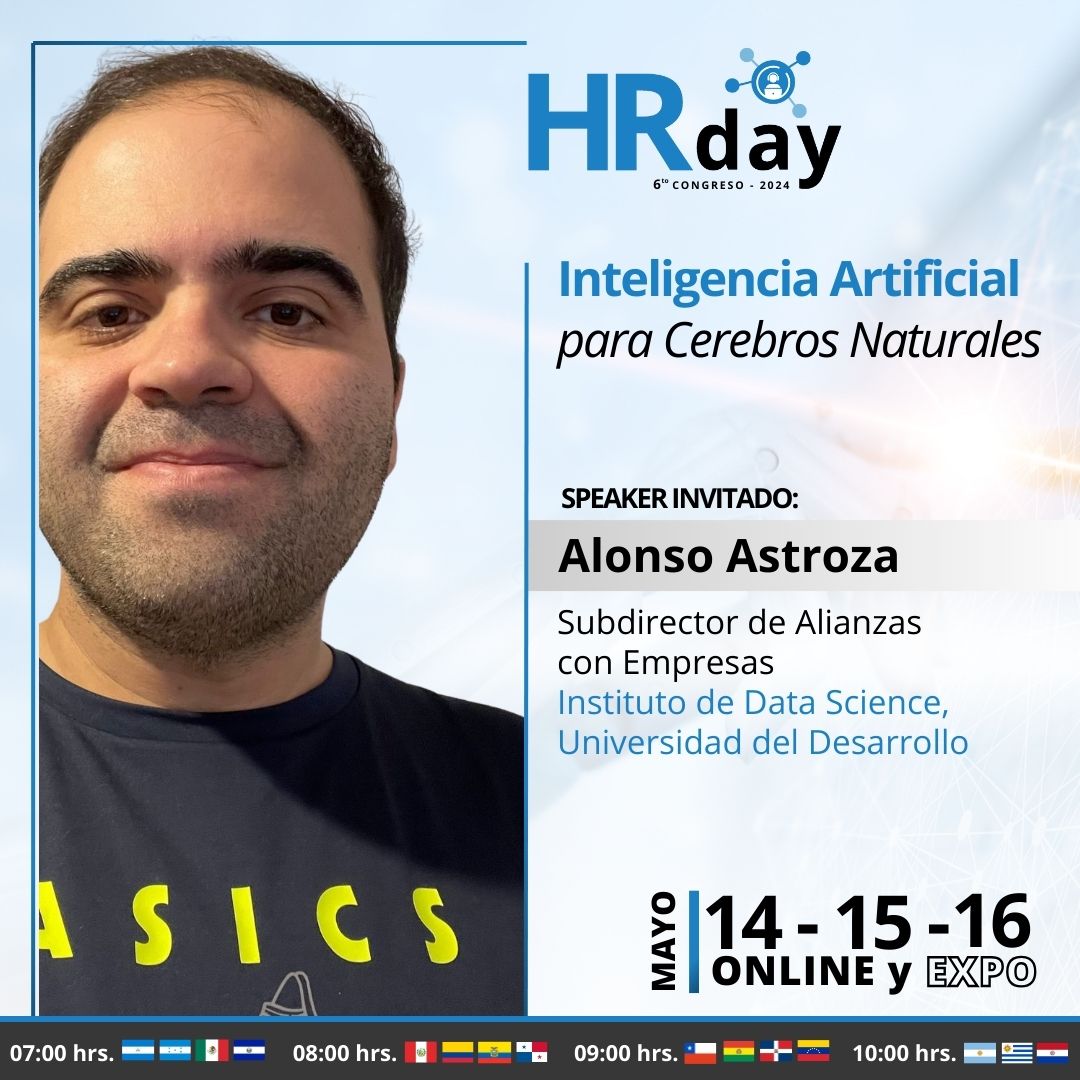 HRday
6to CONGRESO - 2024
Inteligencia Artificial
para Cerebros Naturales
SPEAKER INVITADO:
Alonso Astroza
Subdirector de Alianzas
con Empresas
Instituto de Data Science,
Universidad del Desarrollo
ASICS
MAYO
14 - 15 - 16
ONLINE y EXPO
07:00 hrs. 08:00 hrs. 09:00 hrs. 10:00 hrs.